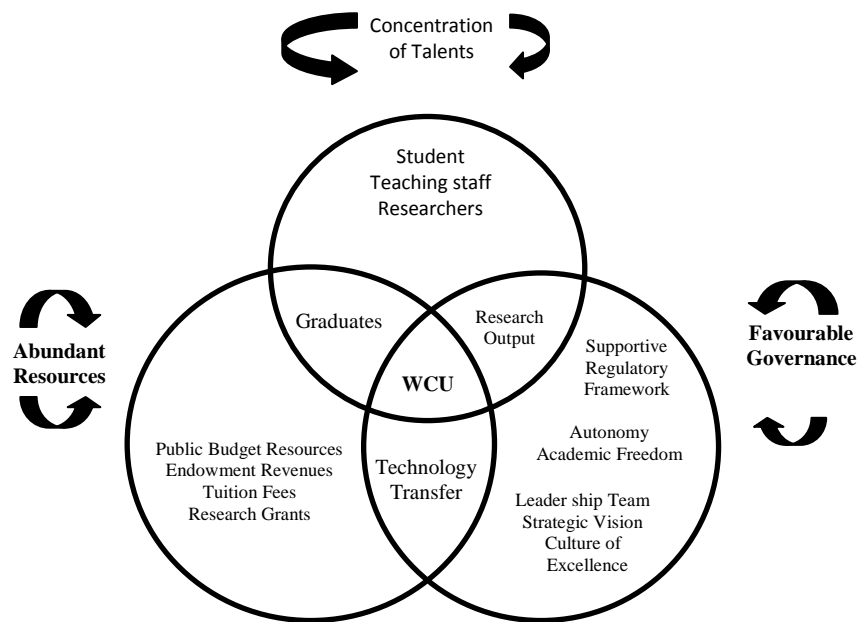 Concentration
of Talents
Student
Teaching staff
Researchers
Graduates
Research
Output
WCU
Abundant
Resources
Favourable
Governance
Supportive
Regulatory
Framework
Autonomy
Academic Freedom
Public Budget Resources
Endowment Revenues
Tuition Fees
Research Grants
Technology
Transfer
Leader ship Team
Strategic Vision
Culture of
Excellence